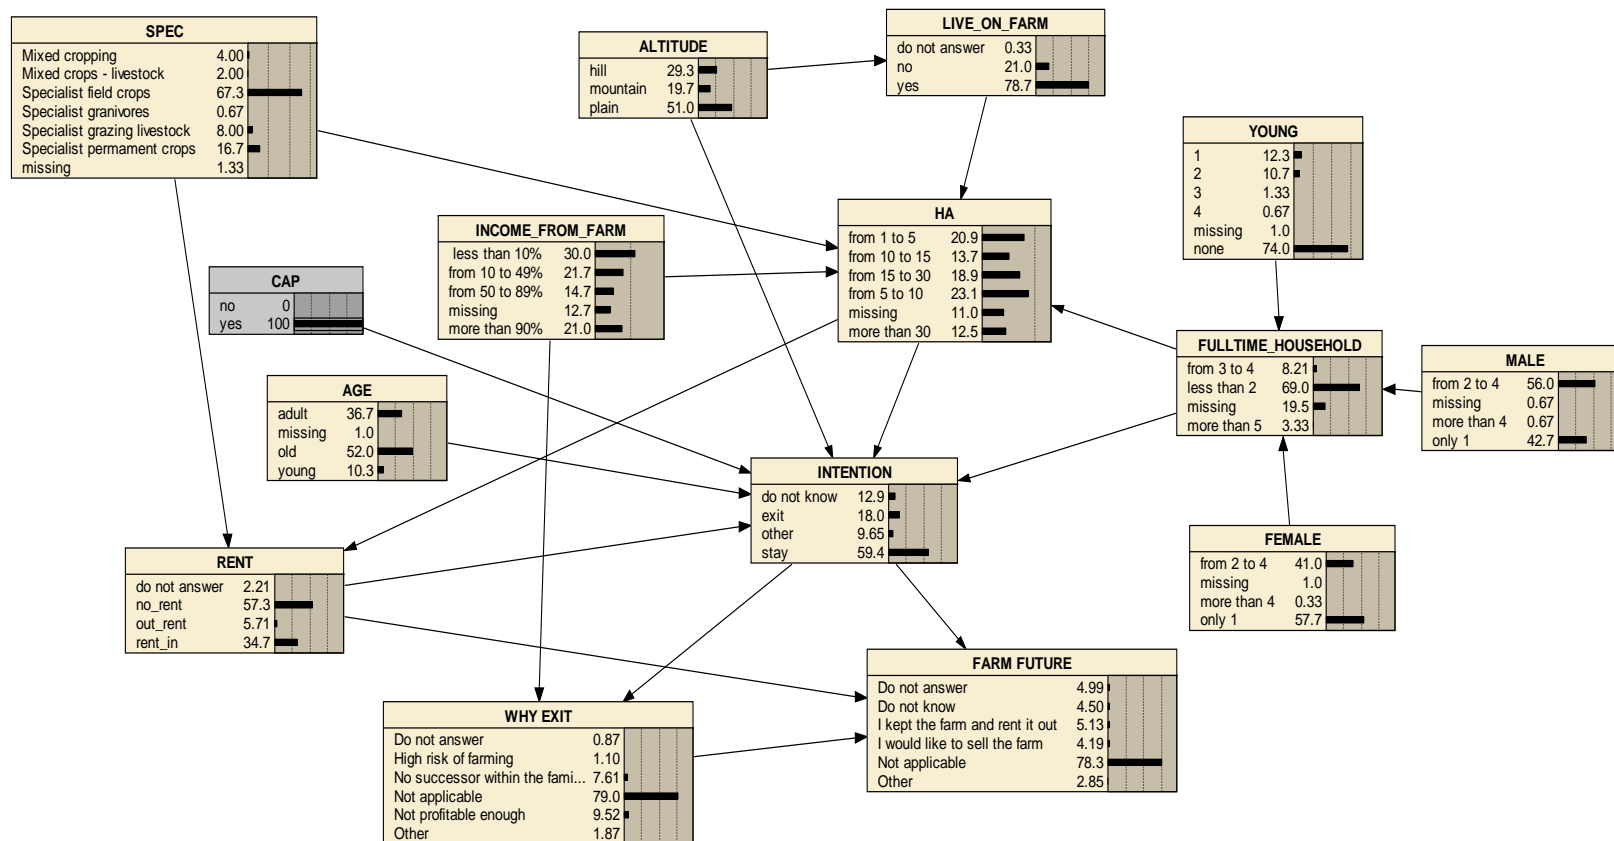 SPEC
Mixed cropping 4.00
Mixed crops - livestock 2.00
Specialist field crops 67.3
Specialist granivores 0.67
Specialist grazing livestock 8.00
Specialist permament crops 16.7
missing 1.33
ALTITUDE
hill 29.3
mountain 19.7
plain 51.0
LIVE_ON_FARM
do not answer 0.33
no 21.0
yes 78.7
YOUNG
1 12.3
2 10.7
3 1.33
4 0.67
missing 1.0
none 74.0
INCOME_FROM_FARM
less than 10% 30.0
from 10 to 49% 21.7
from 50 to 89% 14.7
missing 12.7
more than 90% 21.0
HA
from 1 to 5 20.9
from 10 to 15 13.7
from 15 to 30 18.9
from 5 to 10 23.1
missing 11.0
more than 30 12.5
CAP
no 0
yes 100
FULLTIME_HOUSEHOLD
from 3 to 4 8.21
less than 2 69.0
missing 19.5
more than 5 3.33
MALE
from 2 to 4 56.0
missing 0.67
more than 4 0.67
only 1 42.7
AGE
adult 36.7
missing 1.0
old 52.0
young 10.3
INTENTION
do not know 12.9
exit 18.0
other 9.65
stay 59.4
FEMALE
from 2 to 4 41.0
missing 1.0
more than 4 0.33
only 1 57.7
RENT
do not answer 2.21
no_rent 57.3
out_rent 5.71
rent_in 34.7
FARM FUTURE
Do not answer 4.99
Do not know 4.50
I kept the farm and rent it out 5.13
I would like to sell the farm 4.19
Not applicable 78.3
Other 2.85
WHY EXIT
Do not answer 0.87
High risk of farming 1.10
No successor within the fami... 7.61
Not applicable 79.0
Not profitable enough 9.52
Other 1.87